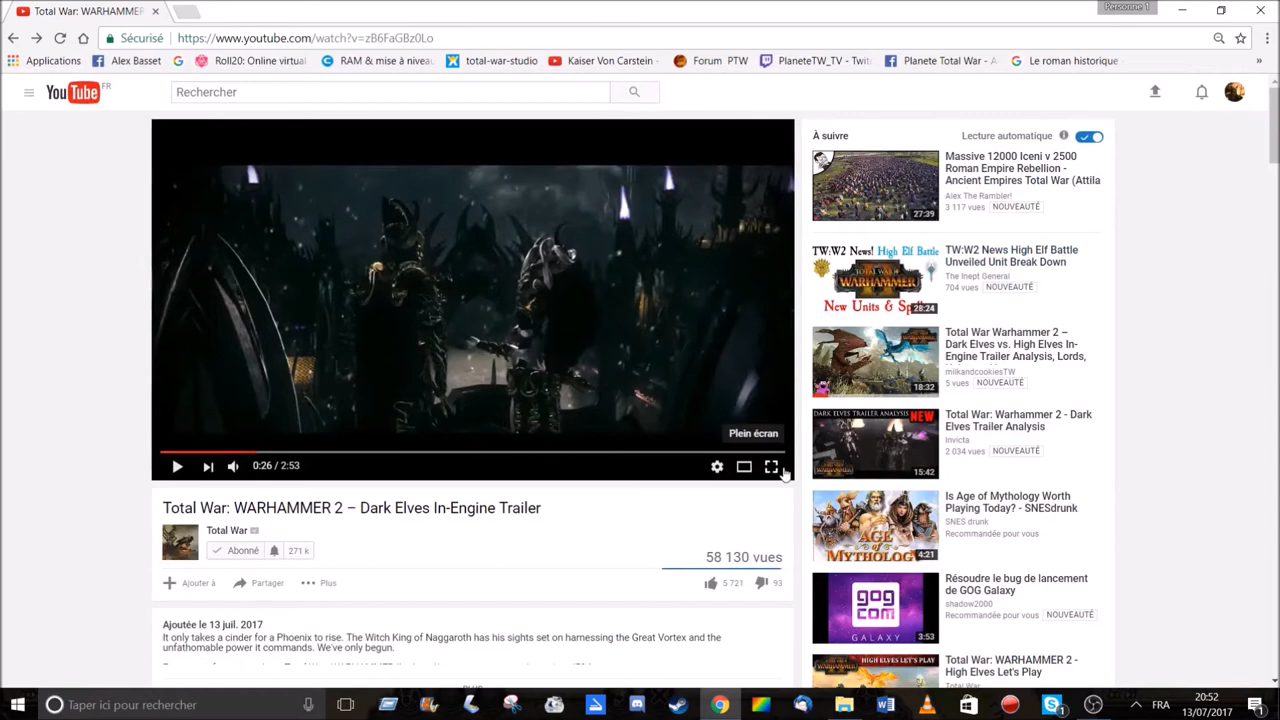 Total War: WARHAMMER
Personne 1
Sécurisé
https://www.youtube.com/watch?v=zB6FaGBz0Lo
Applications
Alex Basset
Roll20: Online virtual
RAM & mise à nivea
total-war-studio
Kaiser Von Carstein -
Forum PTW
PlaneteTW_TV - Twit
Planete Total War - A
Le roman historique
»
YouTube FR
Rechercher
À suivre
Lecture automatique
Massive 12000 Iceni v 2500
Roman Empire Rebellion -
Ancient Empires Total War (Attila
Alex The Rambler!
3 117 vues NOUVEAUTÉ
27:39
TW:W2 News! High Elf Battle
TOTAL WAR
WARHAMMER
II
New Units & Sp
28:24
TW:W2 News High Elf Battle
Unveiled Unit Break Down
The Inept General
704 vues NOUVEAUTÉ
Total War Warhammer 2 –
Dark Elves vs. High Elves In-
Engine Trailer Analysis, Lords,
milkandcookiesTW
5 vues NOUVEAUTÉ
18:32
DARK ELVES TRAILER ANALYSIS NEW
15:42
Total War: Warhammer 2 - Dark
Elves Trailer Analysis
Invicta
2 034 vues NOUVEAUTÉ
AGE
of
MYTHOLOGY
4:21
Is Age of Mythology Worth
Playing Today? - SNESdrunk
SNES drunk
Recommandée pour vous
gog
com
GALAXY
3:53
Résoudre le bug de lancement
de GOG Galaxy
shadow2000
Recommandée pour vous NOUVEAUTÉ
HIGH ELVES LET'S PLAY
Total War: WARHAMMER 2 -
High Elves Let's Play
Total War
Plein écran
0:26 / 2:53
Total War: WARHAMMER 2 – Dark Elves In-Engine Trailer
Total War
Abonné 271 k
58 130 vues
Ajouter à
Partager
Plus
5 721
93
Ajoutée le 13 juil. 2017
It only takes a cinder for a Phoenix to rise. The Witch King of Naggaroth has his sights set on harnessing the Great Vortex and the
unfathomable power it commands. We've only begun.
PLUS
Taper ici pour rechercher
1
FRA
20:52
13/07/2017
1